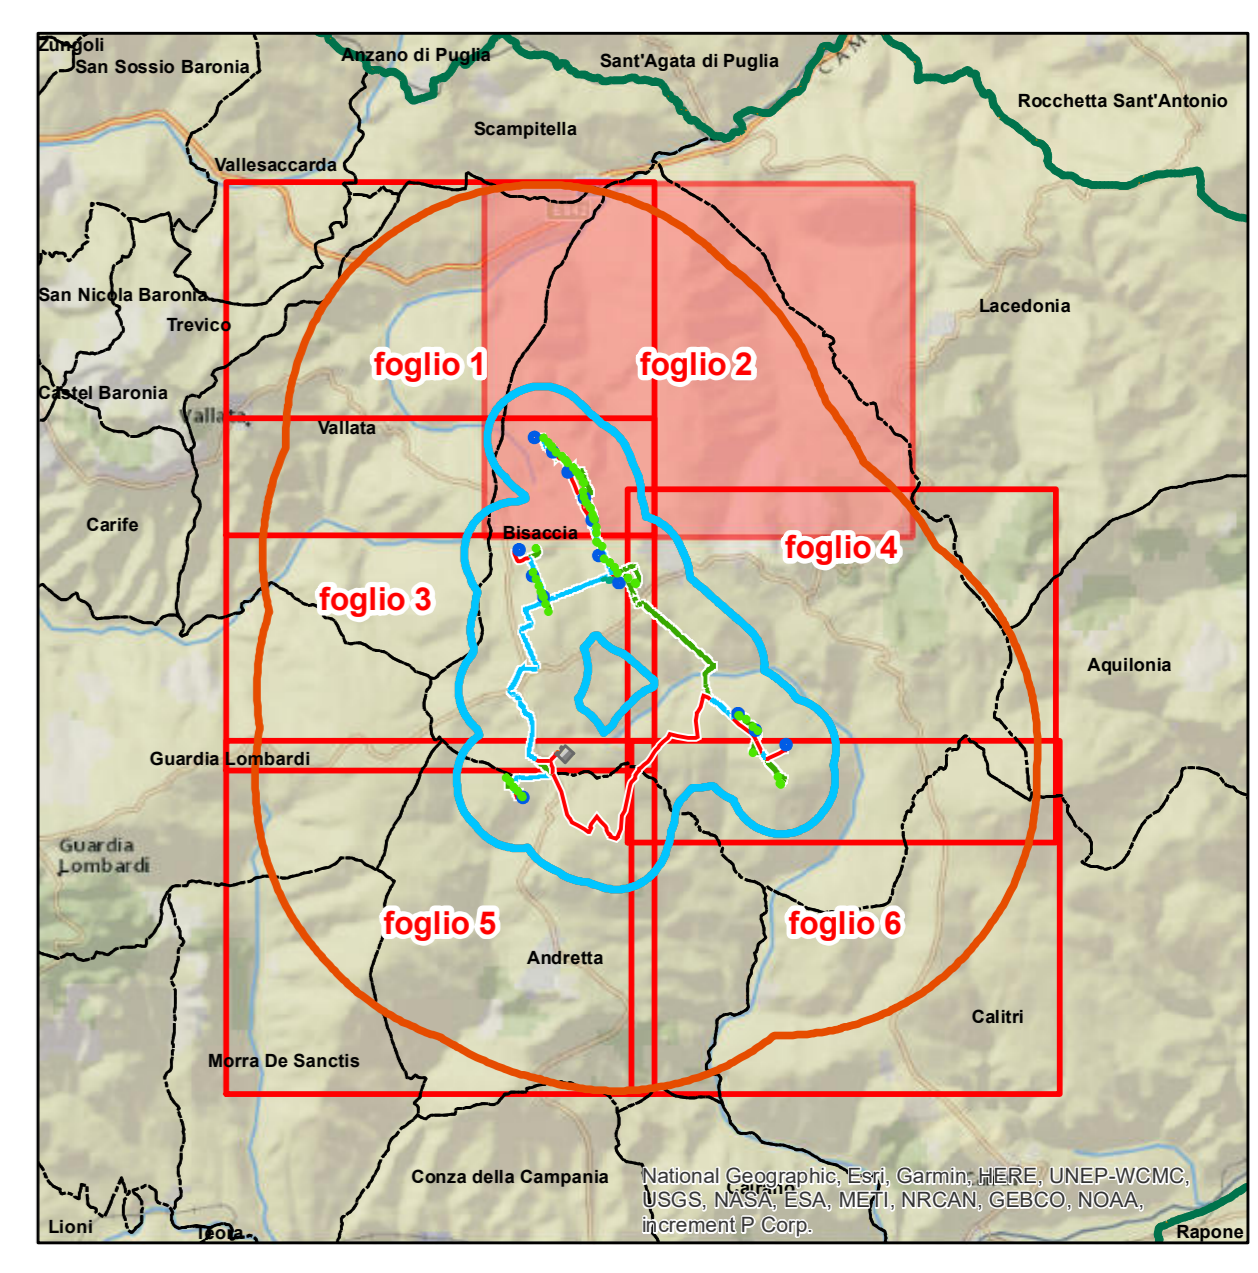 Zungoli
San Sossio Baronia
Anzano di Puglia
Sant'Agata di Puglia
Rocchetta Sant'Antonio
Scampitella
Vallesaccarda
San Nicola Baronia
Trevico
Lacedonia
foglio 1
foglio 2
Castel Baronia
Vallata
Vallata
Carife
Bisaccia
foglio 4
foglio 3
Aquilonia
Guardia Lombardi
Guardia
Lombardi
foglio 5
foglio 6
Andretta
Calitri
Morra De Sanctis
Conza della Campania
National Geographic, Esri, Garmin, HERE, UNEP-WCMC,
USGS, NASA, ESA, METI, NRCAN, GEBCO, NOAA,
increment P Corp.
Cairano
Lioni
Teora
Rapone